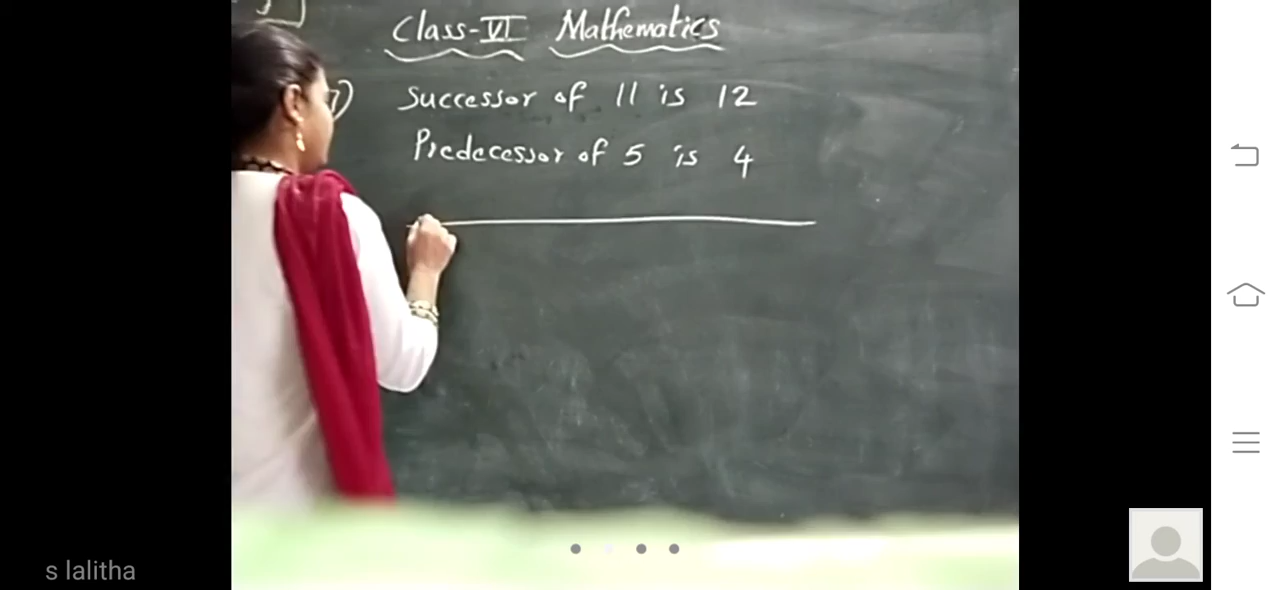 Class-VI Mathematics
Successor of 11 is 12
Predecessor of 5 is 4
s lalitha